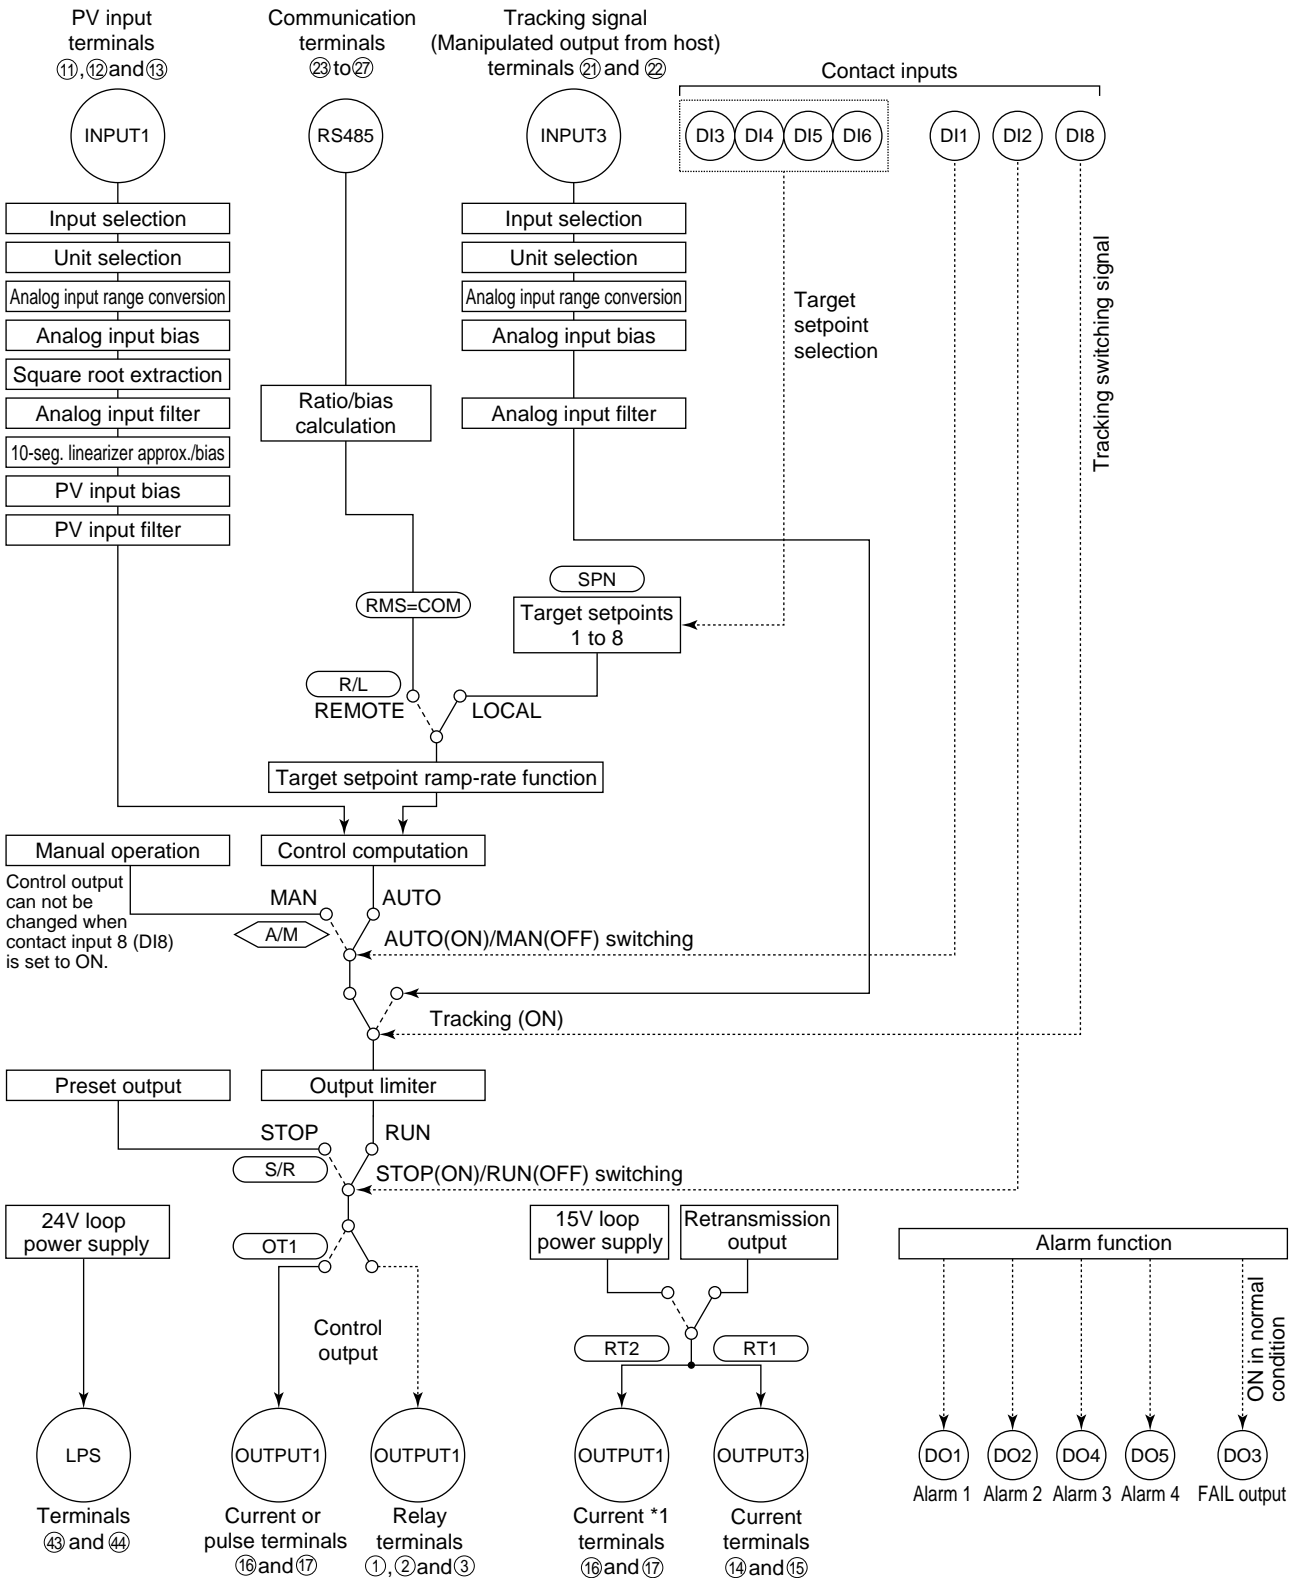 PV input
terminals
⑪,⑫and⑬
Communication
terminals
㉓to㉗
Tracking signal
(Manipulated output from host)
terminals ㉑ and ㉒
Contact inputs
INPUT1
RS485
INPUT3
DI3
DI4
DI5
DI6
DI1
DI2
DI8
Input selection
Unit selection
Analog input range conversion
Analog input bias
Square root extraction
Analog input filter
10-seg. linearizer approx./bias
PV input bias
PV input filter
Ratio/bias
calculation
Input selection
Unit selection
Analog input range conversion
Analog input bias
Analog input filter
Target
setpoint
selection
Tracking switching signal
RMS=COM
SPN
Target setpoints
1 to 8
R/L
REMOTE
LOCAL
Target setpoint ramp-rate function
Manual operation
Control computation
Control output
can not be
changed when
contact input 8 (DI8)
is set to ON.
MAN
AUTO
A/M
AUTO(ON)/MAN(OFF) switching
Tracking (ON)
Preset output
Output limiter
STOP
RUN
S/R
STOP(ON)/RUN(OFF) switching
24V loop
power supply
OT1
Control
output
15V loop
power supply
Retransmission
output
RT2
RT1
Alarm function
ON in normal
condition
LPS
OUTPUT1
OUTPUT1
OUTPUT1
OUTPUT3
DO1
DO2
DO4
DO5
DO3
Alarm 1
Alarm 2
Alarm 3
Alarm 4
FAIL output
Terminals
㊸ and ㊹
Current or
pulse terminals
⑯and⑰
Relay
terminals
①,②and③
Current *1
terminals
⑯and⑰
Current
terminals
⑭and⑮